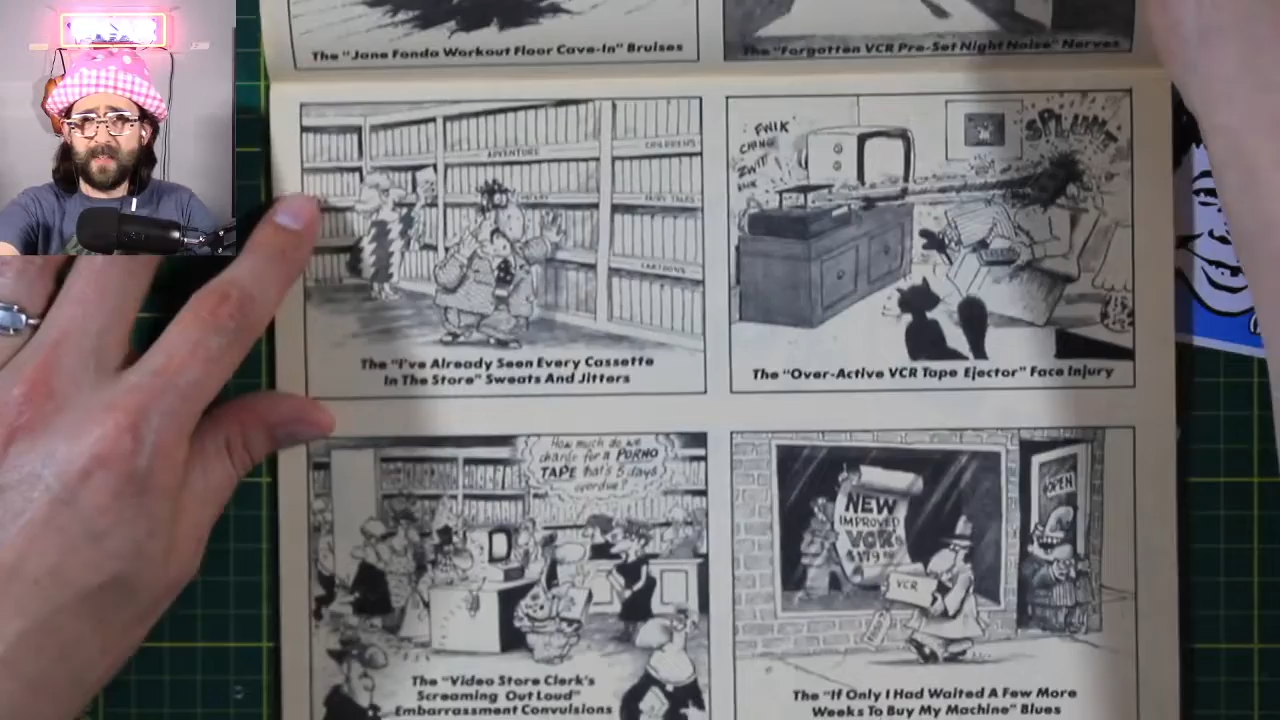 The "Jane Fonda Workout Floor Cave-In" Bruises
The "Forgotten VCR Pre-Set Night Noise" Nerves
ADVENTURE
CHILDREN'S
FAIRY TALES
CARTOONS
The "I've Already Seen Every Cassette
In The Store" Sweats And Jitters
FWIK
CHING
ZWIT
SPLUNT
The "Over-Active VCR Tape Ejector" Face Injury
How much do we
charge for a PORNO
TAPE that's 5 days
overdue?
D
The "Video Store Clerk's
Screaming Out Loud"
Embarrassment Convulsions
NEW
IMPROVED
VCRs
$179
OPEN
VCR
The "If Only I Had Waited A Few More
Weeks To Buy My Machine" Blues